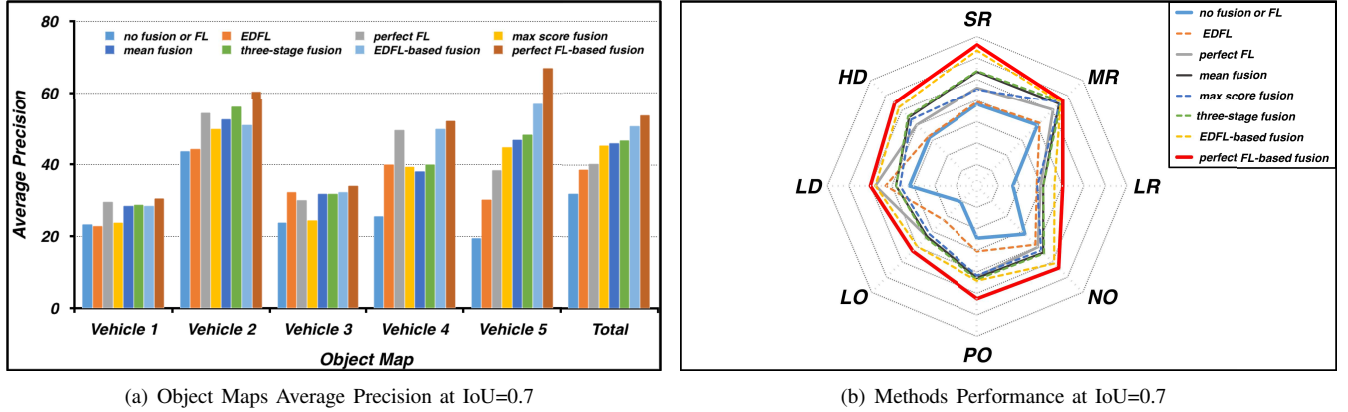 80
60
40
20
0
Average Precision
no fusion or FL EDFL perfect FL max score fusion
mean fusion three-stage fusion EDFL-based fusion perfect FL-based fusion
Vehicle 1 Vehicle 2 Vehicle 3 Vehicle 4 Vehicle 5 Total
Object Map
(a) Object Maps Average Precision at IoU=0.7
SR
MR
LR
NO
PO
LO
LD
HD
no fusion or FL
EDFL
perfect FL
mean fusion
max score fusion
three-stage fusion
EDFL-based fusion
perfect FL-based fusion
(b) Methods Performance at IoU=0.7